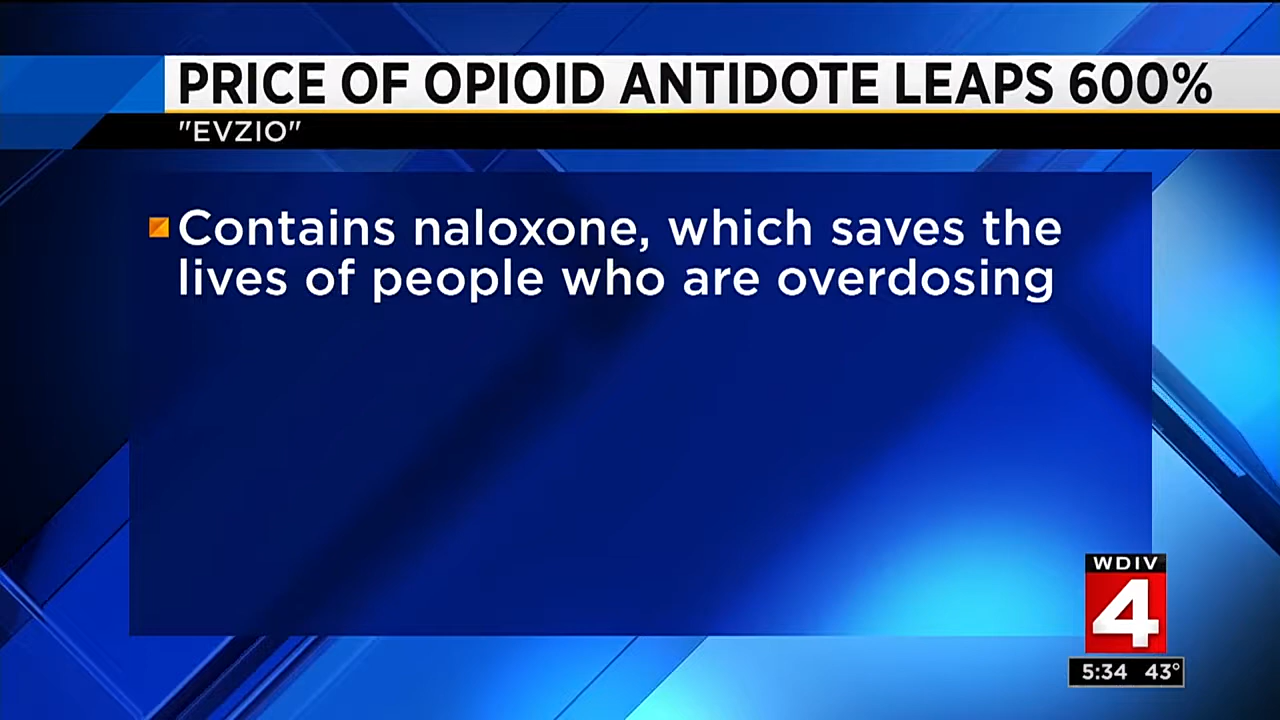 PRICE OF OPIOID ANTIDOTE LEAPS 600%
"EVZIO"
Contains naloxone, which saves the
lives of people who are overdosing
WDIV
4
5:34 43°